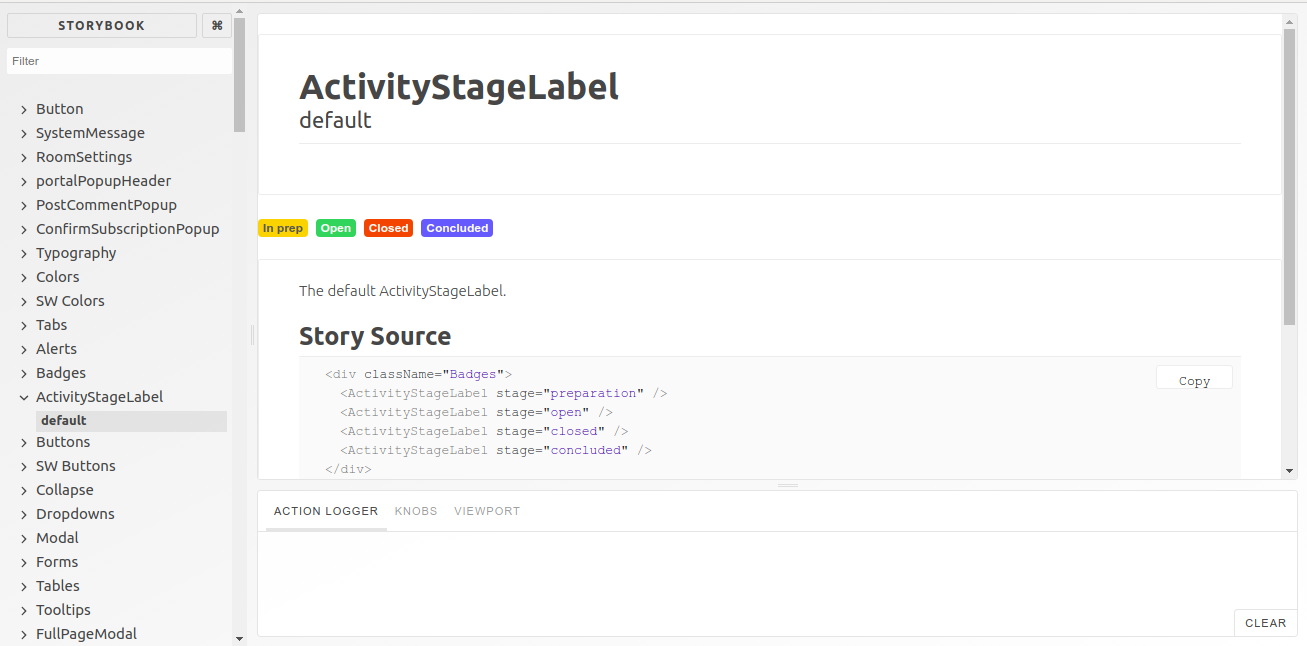 STORYBOOK
⌘
Filter
Button
SystemMessage
RoomSettings
portalPopupHeader
PostCommentPopup
ConfirmSubscriptionPopup
Typography
Colors
SW Colors
Tabs
Alerts
Badges
ActivityStageLabel
default
Buttons
SW Buttons
Collapse
Dropdowns
Modal
Forms
Tables
Tooltips
FullPageModal
ActivityStageLabel
default
In prep Open Closed Concluded
The default ActivityStageLabel.
Story Source
Copy
<div className="Badges">
<ActivityStageLabel stage="preparation" />
<ActivityStageLabel stage="open" />
<ActivityStageLabel stage="closed" />
<ActivityStageLabel stage="concluded" />
</div>
ACTION LOGGER KNOBS VIEWPORT
CLEAR